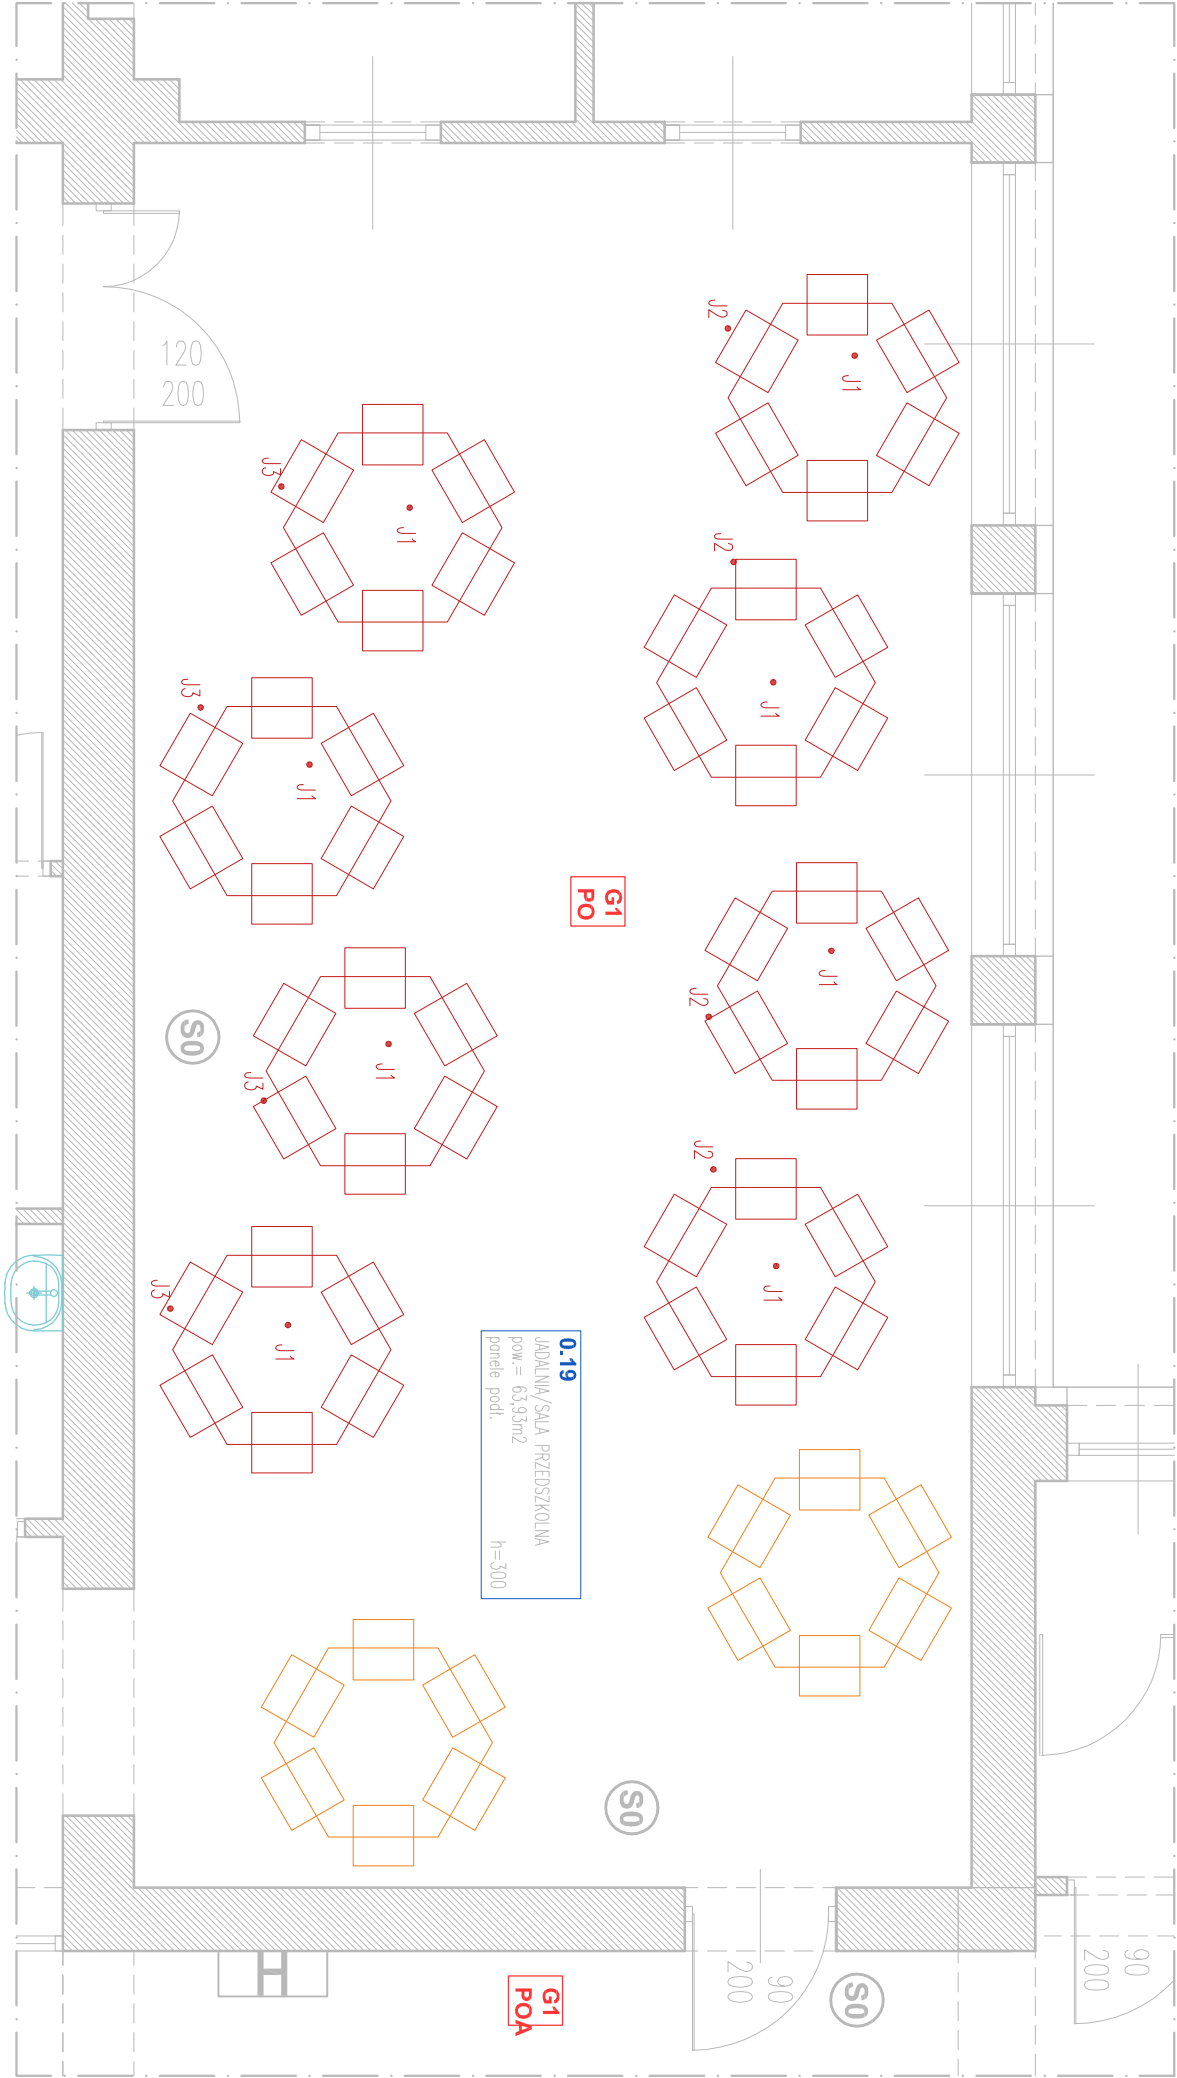 120
200
J2
J1
J3
J1
J2
J1
J3
J1
G1
PO
J1
J2
S0
J1
J3
J2
J1
J3
J1
0.19
JADALNIA/SALA PRZEDSZKOLNA
pow.= 63,93m2
panele podł.
h=300
S0
H
G1
POA
90
200
S0
90
200